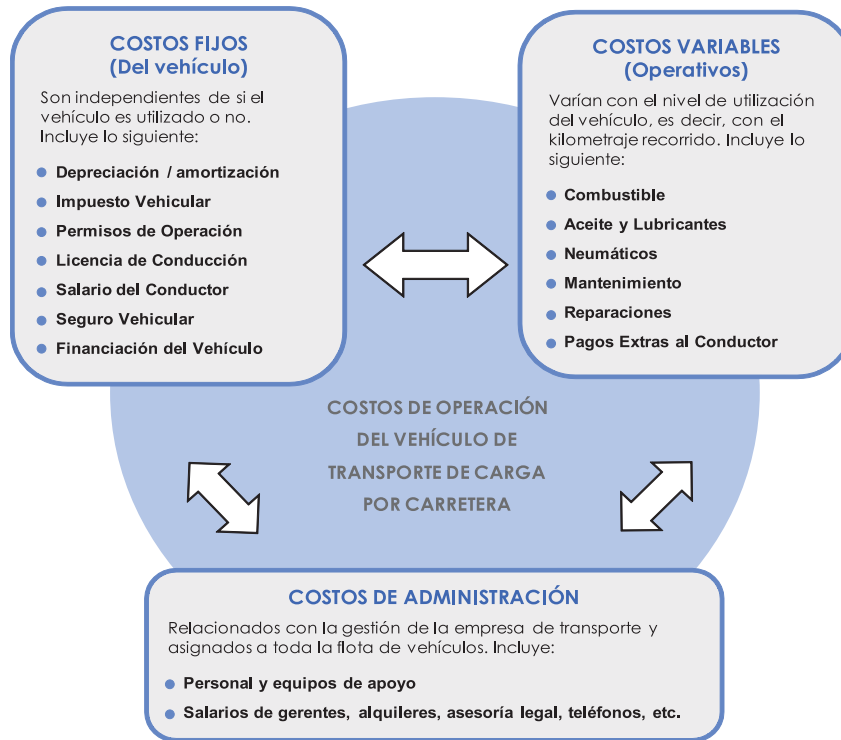 COSTOS FIJOS
(Del vehículo)
Son independientes de si el
vehículo es utilizado o no.
Incluye lo siguiente:
Depreciación / amortización
Impuesto Vehicular
Permisos de Operación
Licencia de Conducción
Salario del Conductor
Seguro Vehicular
Financiación del Vehículo
COSTOS VARIABLES
(Operativos)
Varían con el nivel de utilización
del vehículo, es decir, con el
kilometraje recorrido. Incluye lo
siguiente:
Combustible
Aceite y Lubricantes
Neumáticos
Mantenimiento
Reparaciones
Pagos Extras al Conductor
COSTOS DE OPERACIÓN
DEL VEHÍCULO DE
TRANSPORTE DE CARGA
POR CARRETERA
COSTOS DE ADMINISTRACIÓN
Relacionados con la gestión de la empresa de transporte y
asignados a toda la flota de vehículos. Incluye:
Personal y equipos de apoyo
Salarios de gerentes, alquileres, asesoría legal, teléfonos, etc.